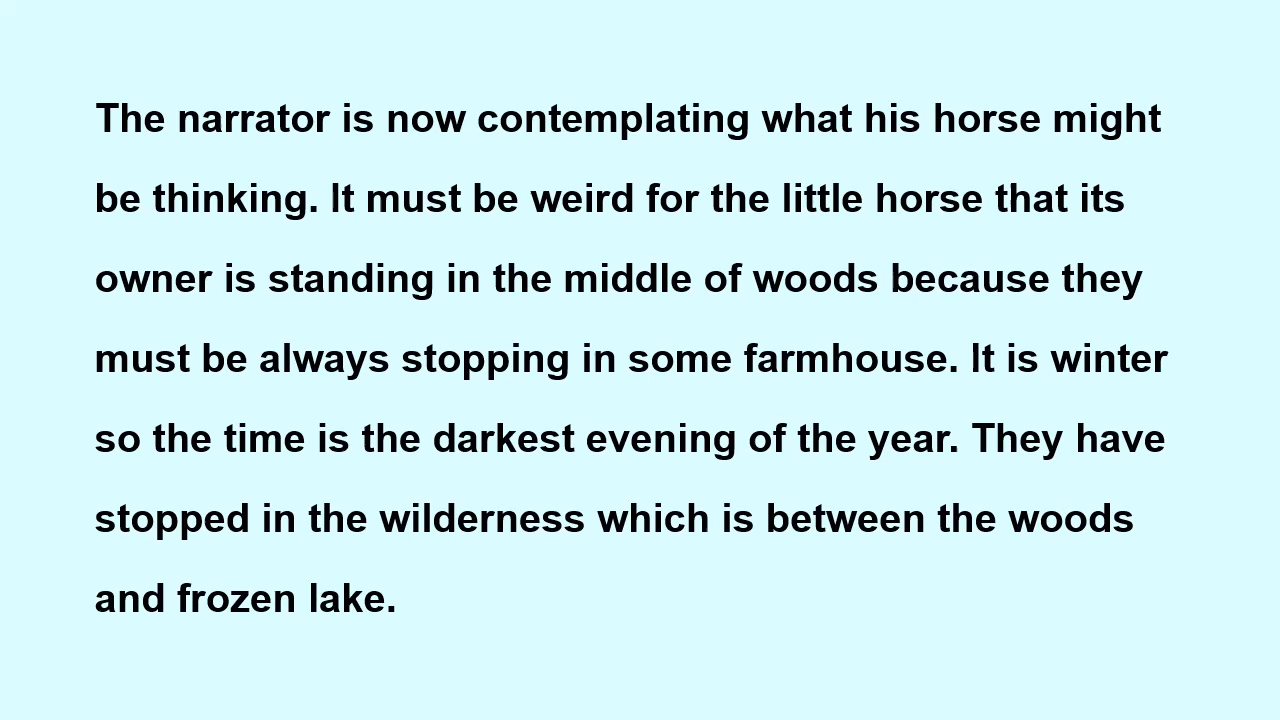 The narrator is now contemplating what his horse might
be thinking. It must be weird for the little horse that its
owner is standing in the middle of woods because they
must be always stopping in some farmhouse. It is winter
so the time is the darkest evening of the year. They have
stopped in the wilderness which is between the woods
and frozen lake.